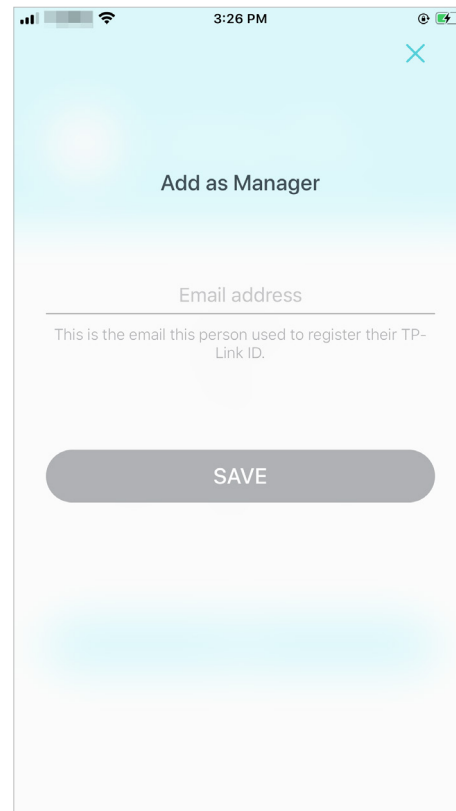 3:26 PM
Add as Manager
Email address
This is the email this person used to register their TP-
Link ID.
SAVE